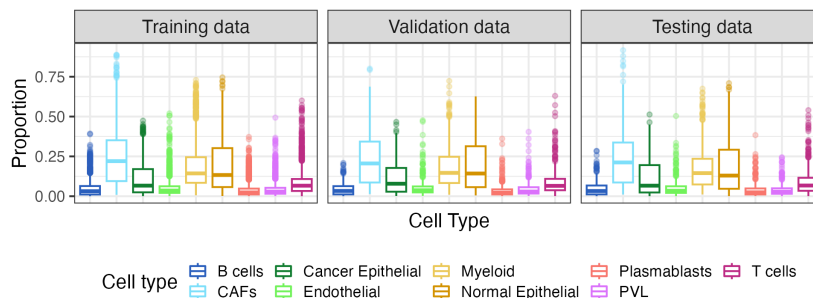 Training data Validation data Testing data
Proportion
0.75
0.50
0.25
0.00
Cell Type
Cell type
B cells Cancer Epithelial Myeloid Plasmablasts T cells
CAFs Endothelial Normal Epithelial PVL